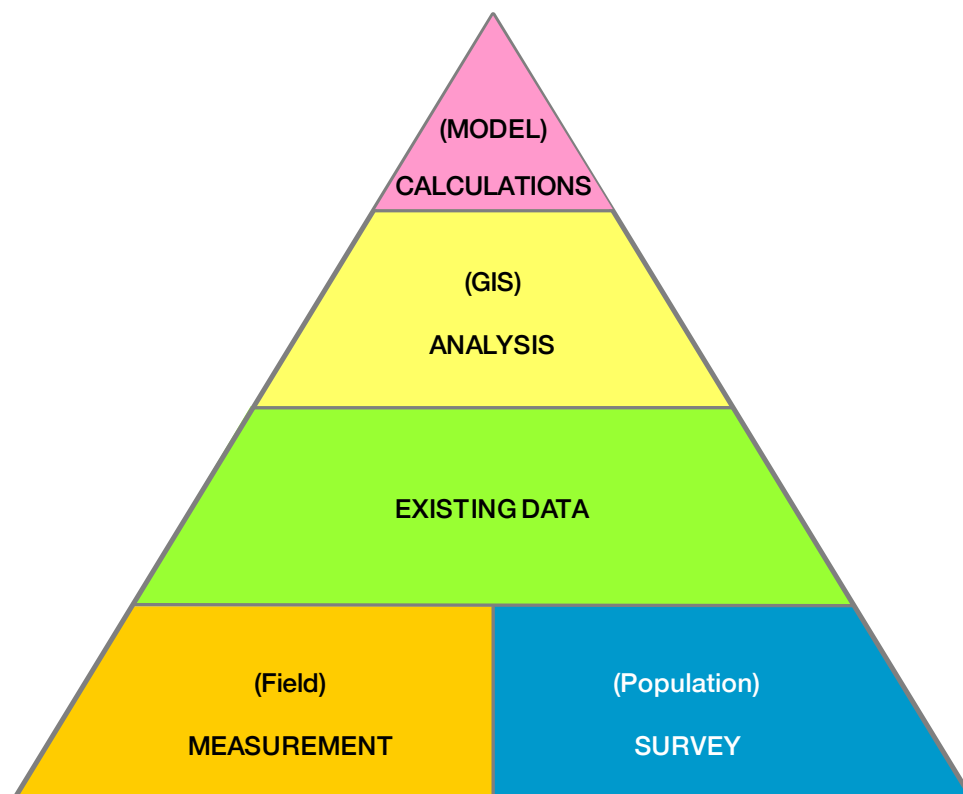 (MODEL)
CALCULATIONS
(GIS)
ANALYSIS
EXISTING DATA
(Field)
MEASUREMENT
(Population)
SURVEY